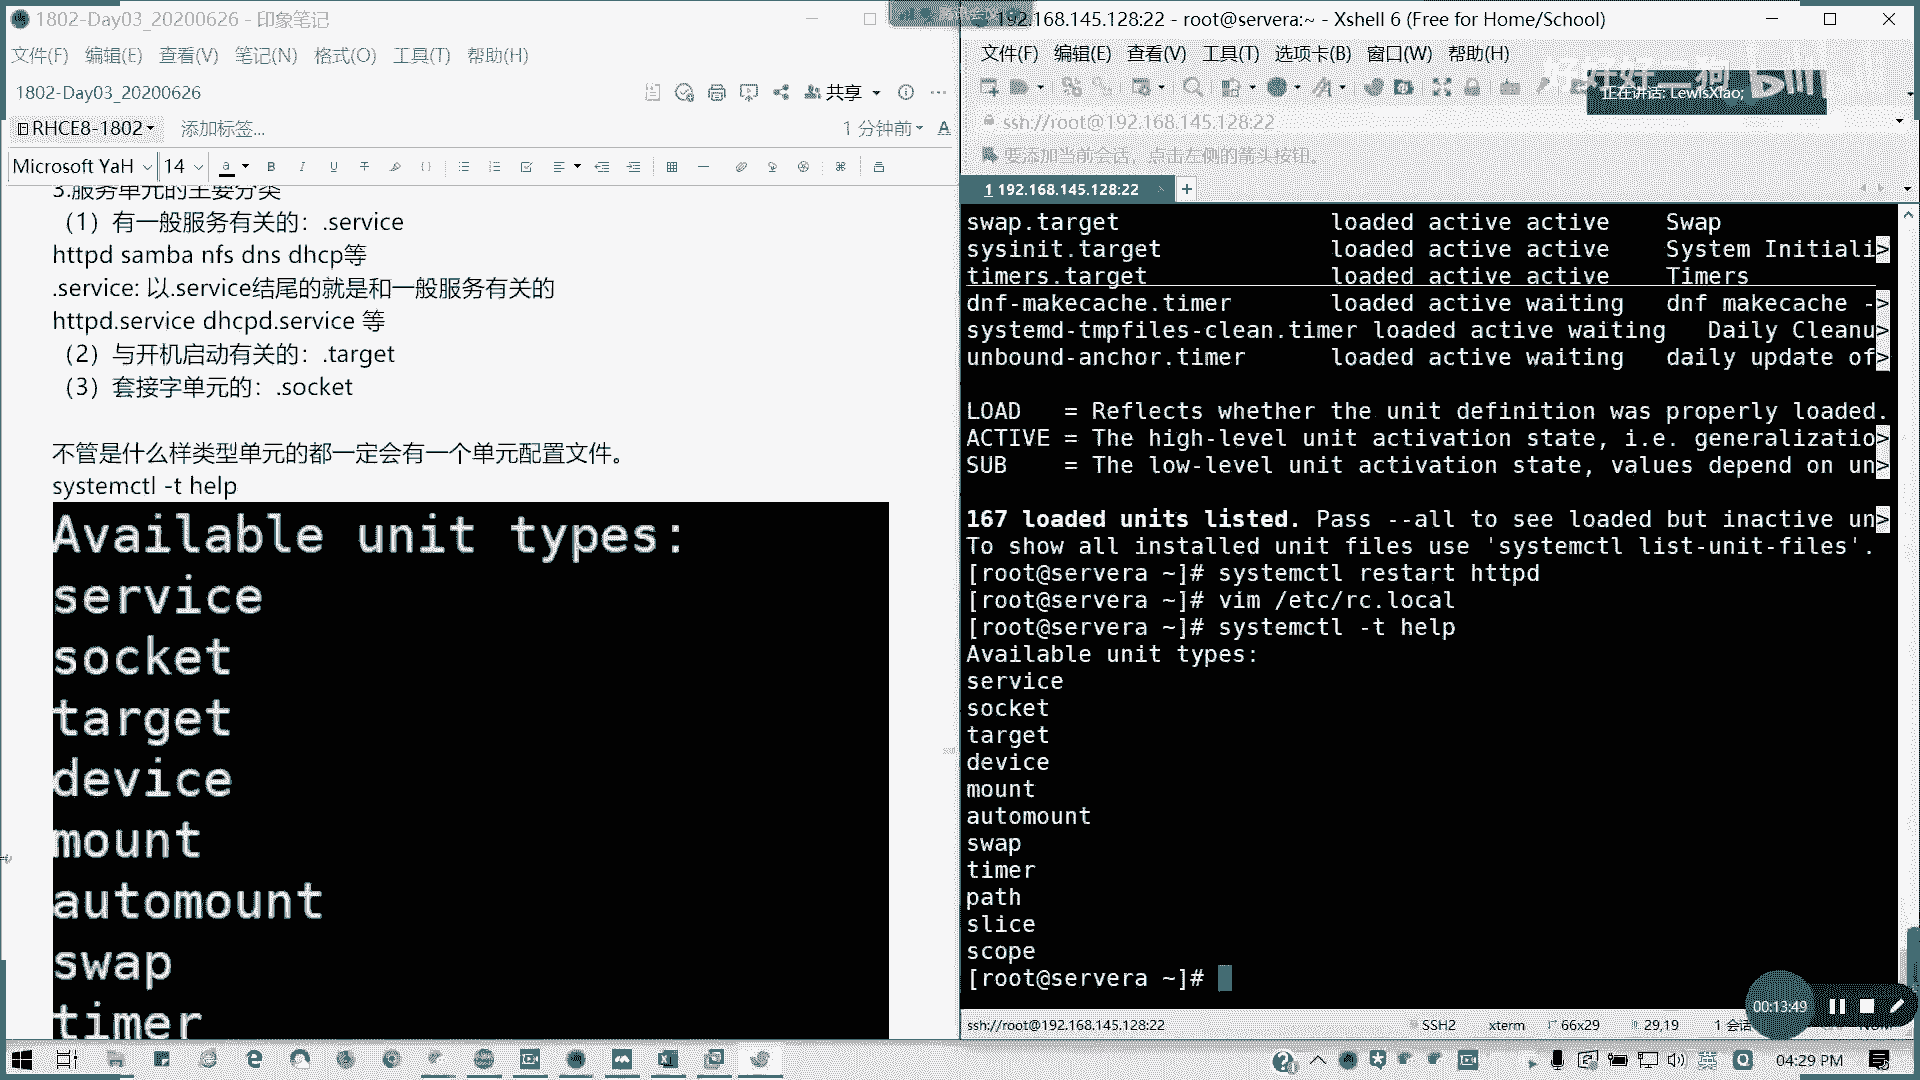 1802-Day03_20200626 - 印象笔记
文件(F) 编辑(E) 查看(V) 笔记(N) 格式(O) 工具(T) 帮助(H)
1802-Day03_20200626
共享
RHCE8-1802 添加标签...
1 分钟前
Microsoft YaH 14
3.服务单元的主要分类
（1）有一般服务有关的：.service
httpd samba nfs dns dhcp等
.service: 以.service结尾的就是和一般服务有关的
httpd.service dhcpd.service 等
（2）与开机启动有关的：.target
（3）套接字单元的：.socket
不管是什么样类型单元的都一定会有一个单元配置文件。
systemctl -t help
Available unit types:
service
socket
target
device
mount
automount
swap
timer
192.168.145.128:22 - root@servera:~ - Xshell 6 (Free for Home/School)
文件(F) 编辑(E) 查看(V) 工具(T) 选项卡(B) 窗口(W) 帮助(H)
正在讲话: LewisXiao;
ssh://root@192.168.145.128:22
要添加当前会话，点击左侧的箭头按钮。
1 192.168.145.128:22
swap.target loaded active active Swap
sysinit.target loaded active active System Initiali>
timers.target loaded active active Timers
dnf-makecache.timer loaded active waiting dnf makecache ->
systemd-tmpfiles-clean.timer loaded active waiting Daily Cleanu>
unbound-anchor.timer loaded active waiting daily update of>
LOAD = Reflects whether the unit definition was properly loaded.
ACTIVE = The high-level unit activation state, i.e. generalizatio>
SUB = The low-level unit activation state, values depend on un>
167 loaded units listed. Pass --all to see loaded but inactive un>
To show all installed unit files use 'systemctl list-unit-files'.
[root@servera ~]# systemctl restart httpd
[root@servera ~]# vim /etc/rc.local
[root@servera ~]# systemctl -t help
Available unit types:
service
socket
target
device
mount
automount
swap
timer
path
slice
scope
[root@servera ~]#
00:13:49
ssh://root@192.168.145.128:22 SSH2 xterm 66x29 29,19 1 会话
英 04:29 PM